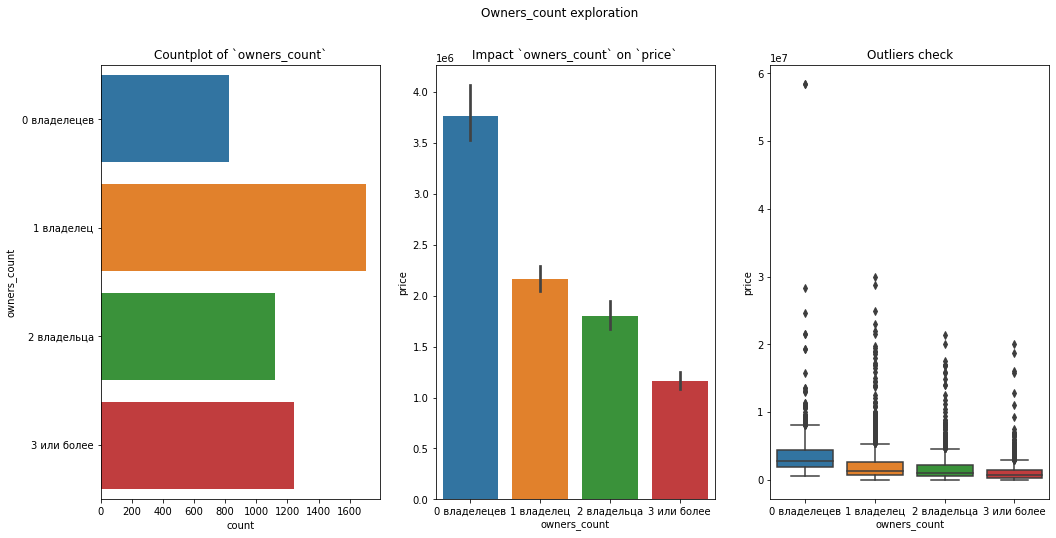 Owners_count exploration
Countplot of `owners_count`
0 владелецев
1 владелец
2 владельца
3 или более
owners_count
0 200 400 600 800 1000 1200 1400 1600
count
Impact `owners_count` on `price`
1e6
4.0
3.5
3.0
2.5
2.0
1.5
1.0
0.5
0.0
price
0 владелецев 1 владелец 2 владельца 3 или более
owners_count
Outliers check
1e7
6
5
4
3
2
1
0
price
0 владелецев 1 владелец 2 владельца 3 или более
owners_count